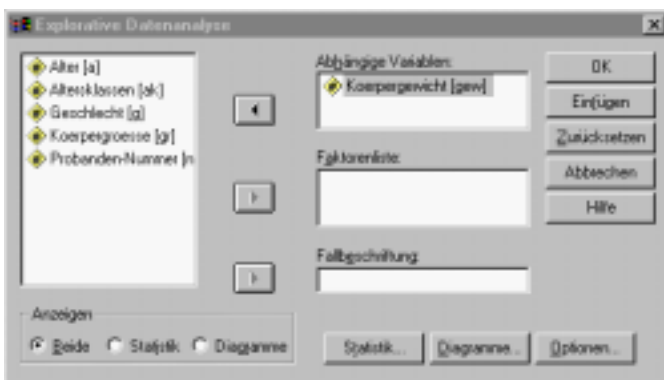 Explorative Datenanalyse
Alter [a]
Altersklassen [ak]
Geschlecht [g]
Koerpergroesse [gr]
Probanden-Nummer [n
Abhängige Variablen:
Koerpergewicht [gew]
Faktorenliste:
Fallbeschriftung:
OK
Einfügen
Zurücksetzen
Abbrechen
Hilfe
Anzeigen
Beide Statistik Diagramme
Statistik... Diagramme... Optionen...